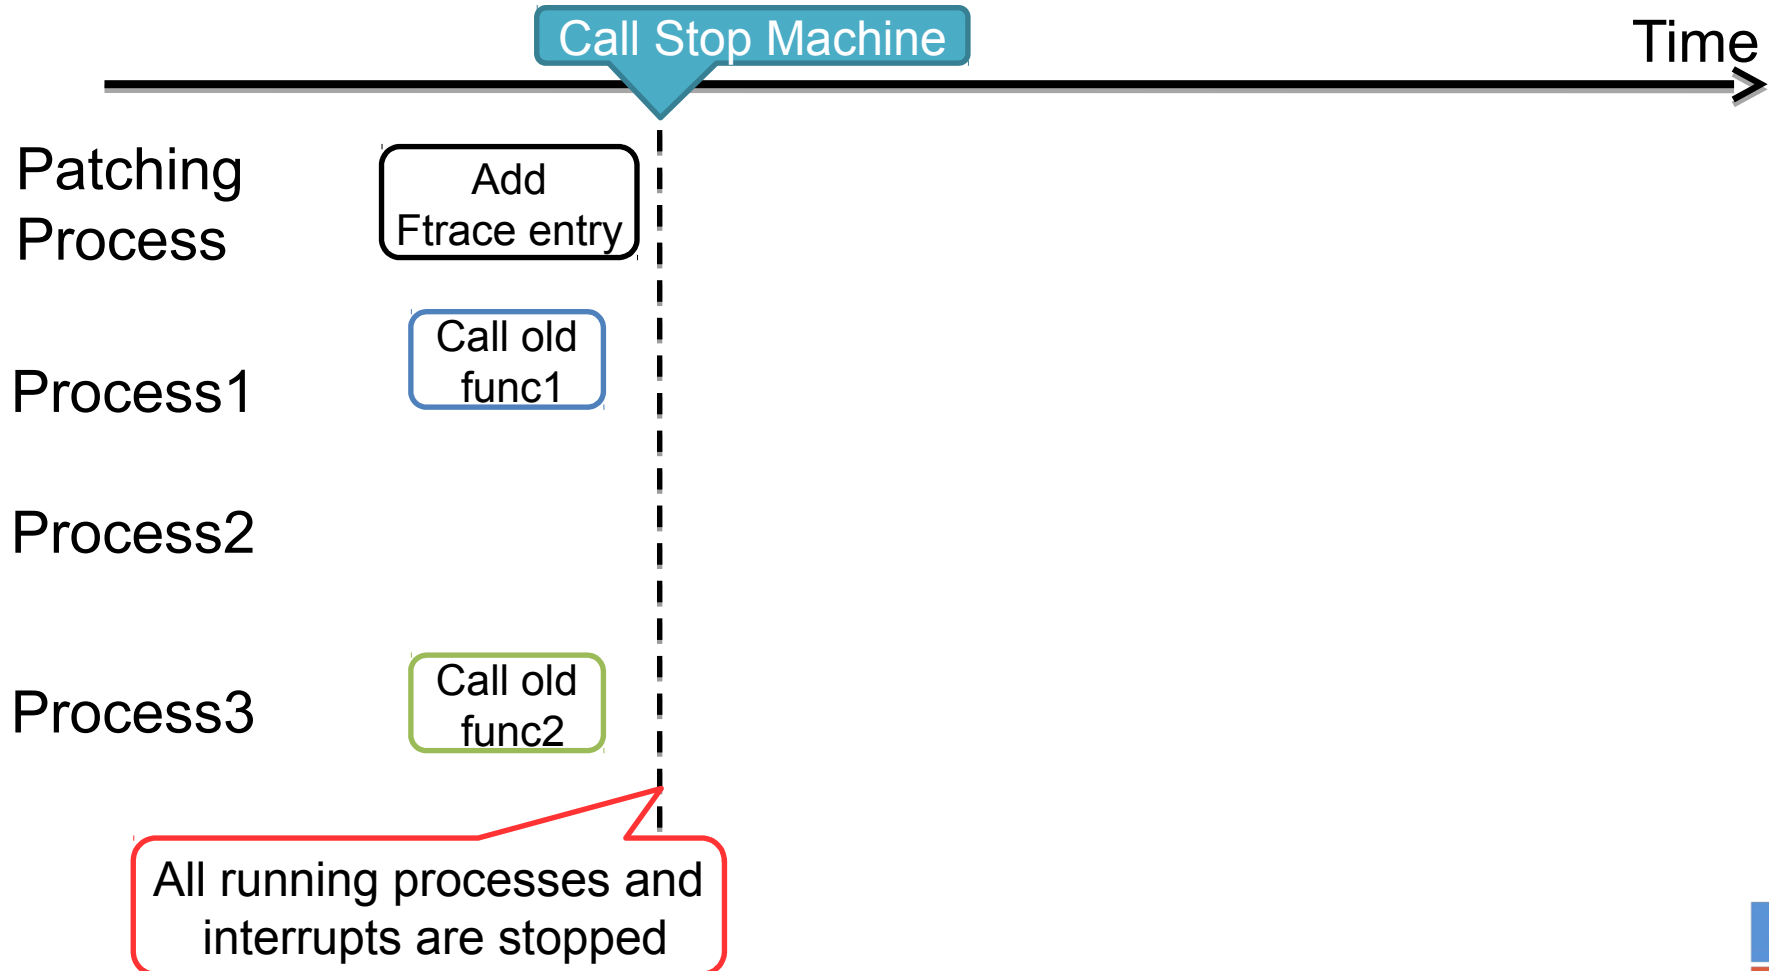 Call Stop Machine
Time
Patching
Process
Add
Ftrace entry
Process1
Call old
func1
Process2
Process3
Call old
func2
All running processes and
interrupts are stopped